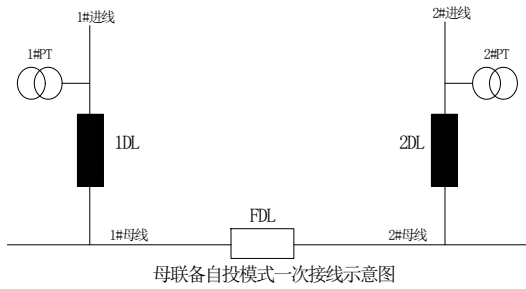 1#进线
2#进线
1#PT
2#PT
1DL
2DL
FDL
1#母线
2#母线
母联备自投模式一次接线示意图